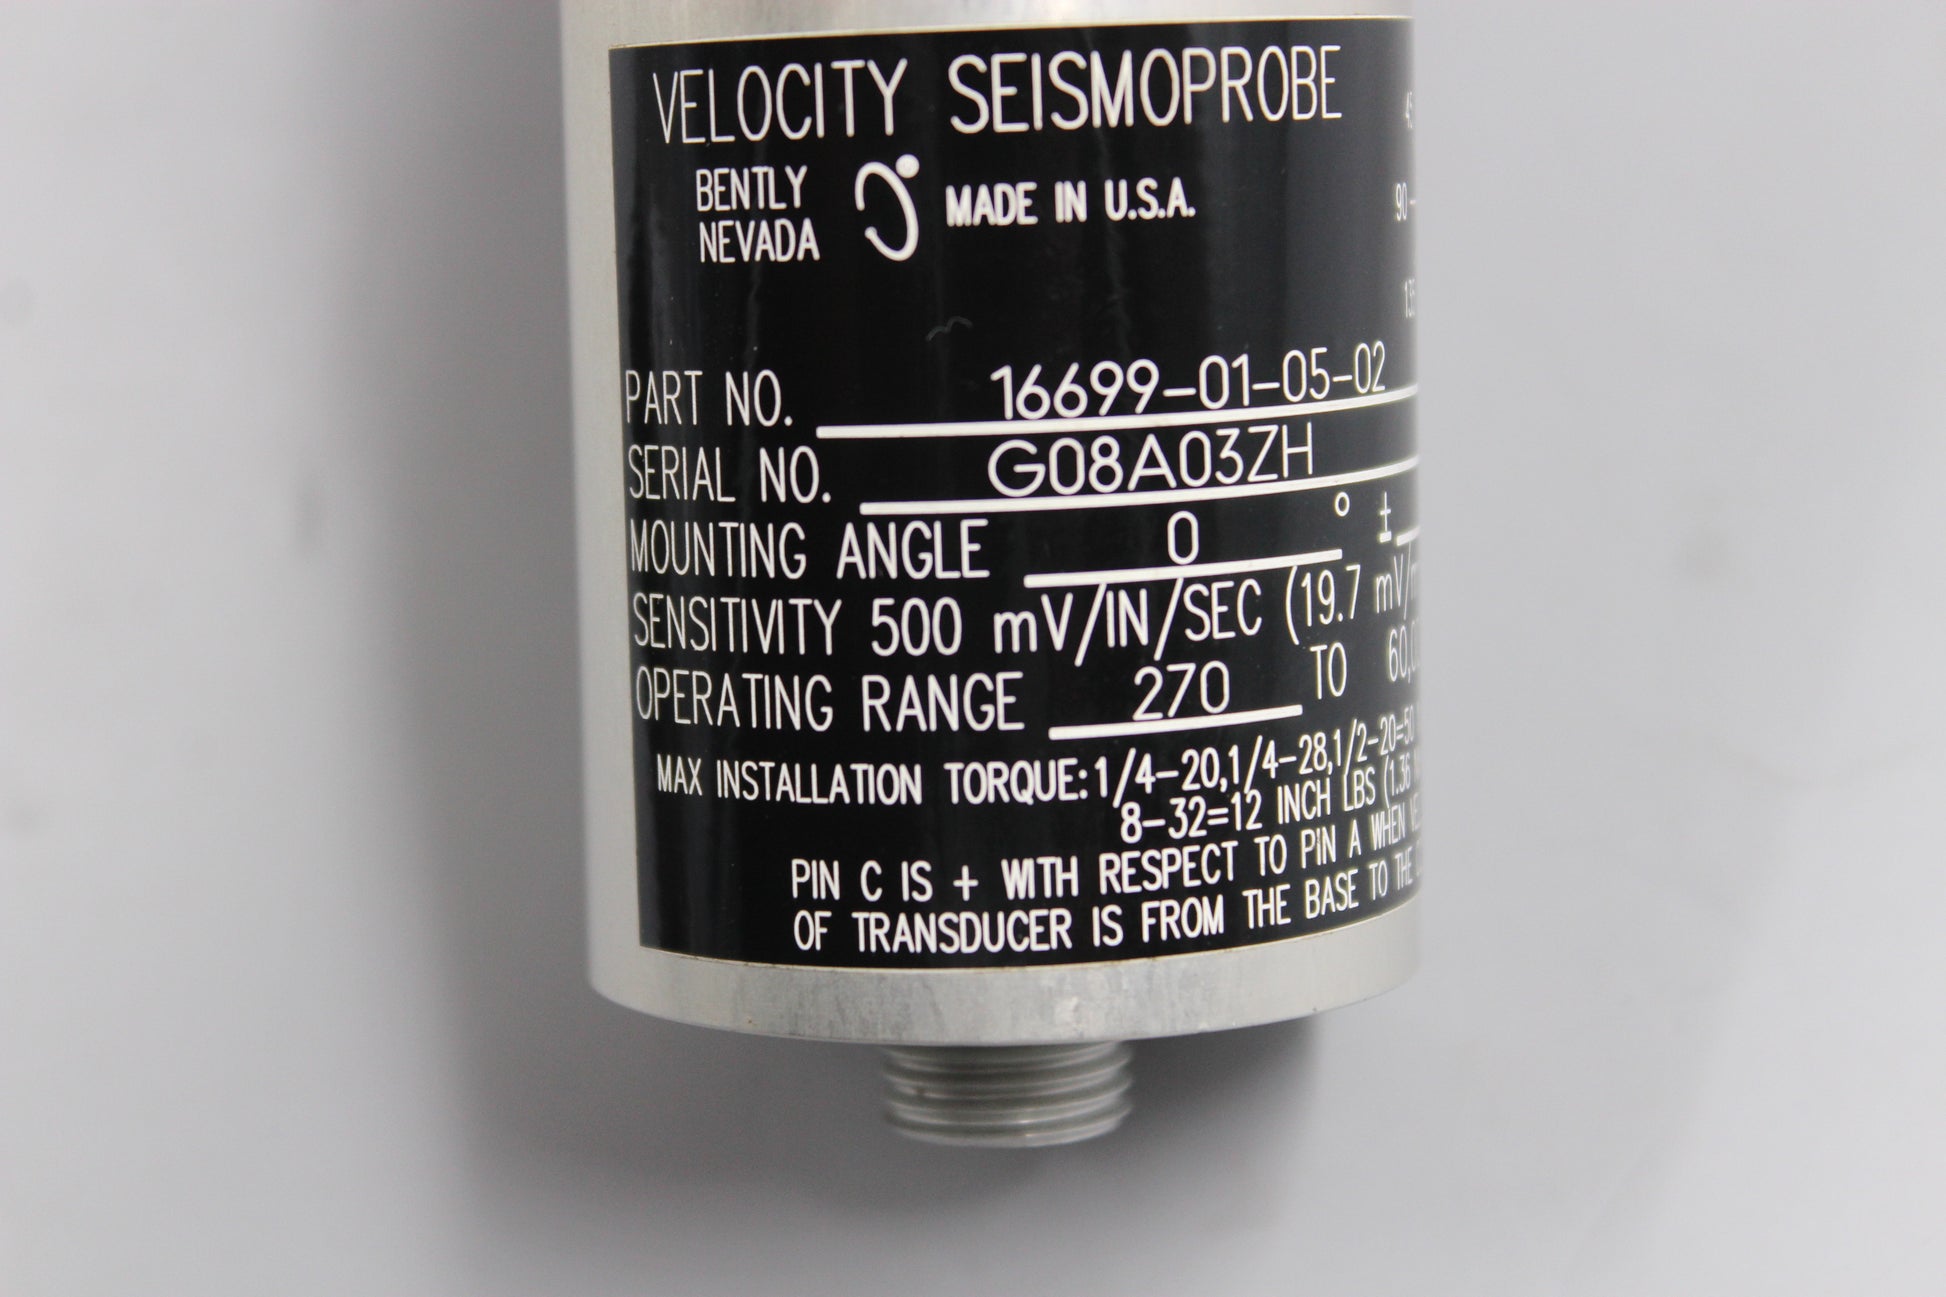 VELOCITY SEISMOPROBE
BENTLY
NEVADA
MADE IN U.S.A.
90-
PART NO. 16699-01-05-02
SERIAL NO. G08A03ZH
MOUNTING ANGLE 0 ° ±
SENSITIVITY 500 mV/IN/SEC (19.7
OPERATING RANGE 270 TO
MAX INSTALLATION TORQUE: 1/4-20,1/4-28,1/2-20=50
8-32=12 INCH LBS (1.36
PIN C IS + WITH RESPECT TO PIN A WHEN
OF TRANSDUCER IS FROM THE BASE TO THE